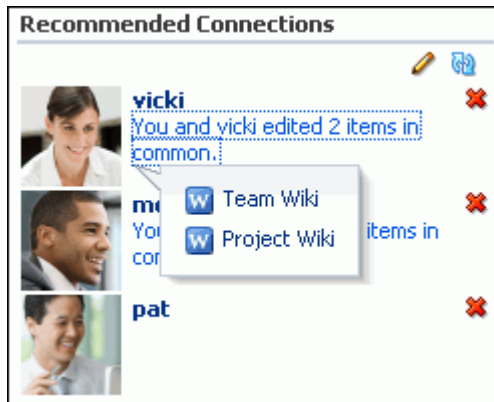 Recommended Connections
vicki
You and vicki edited 2 items in
common.
Team Wiki
Project Wiki
items in
pat